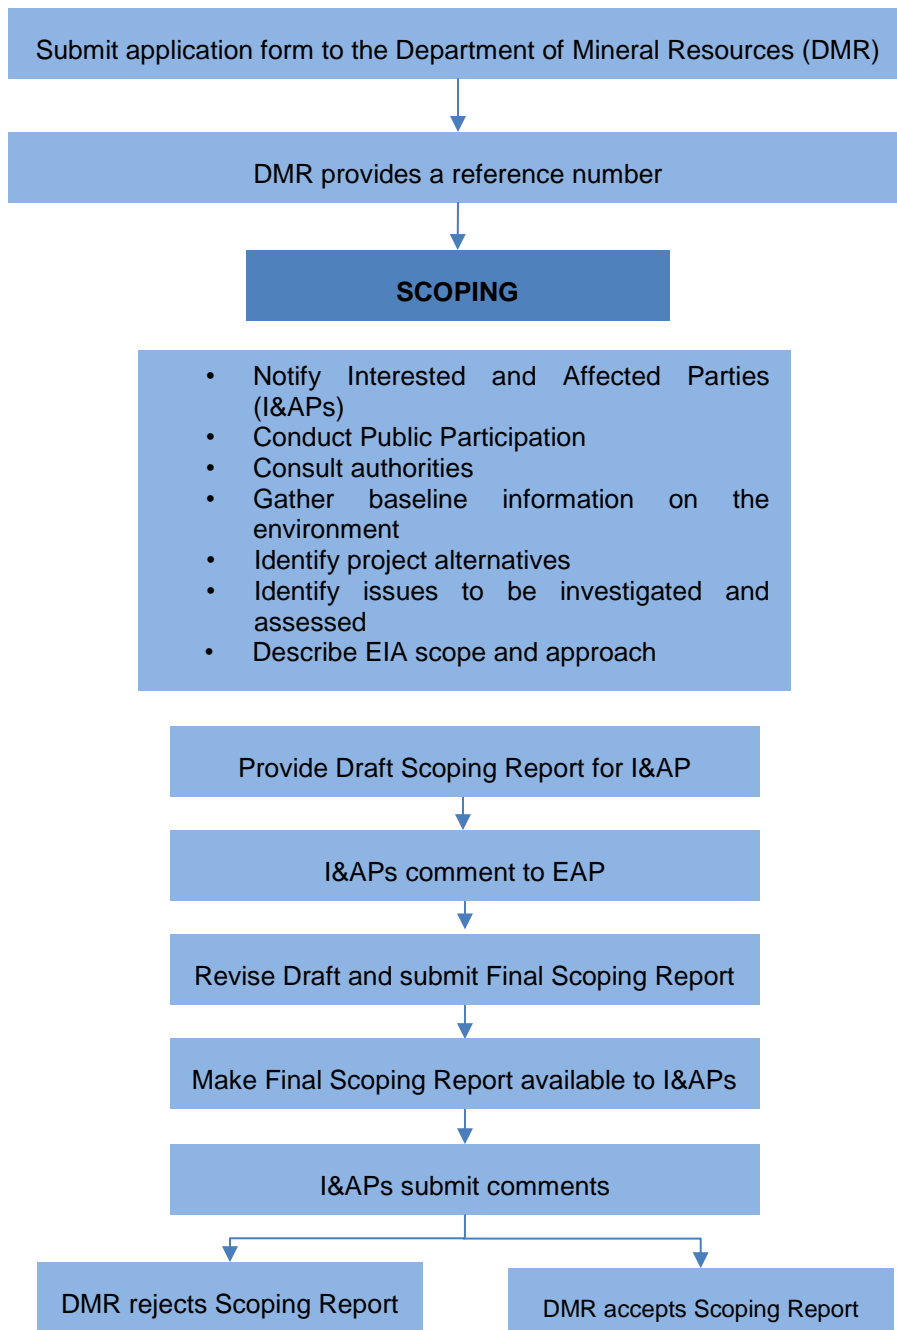 Submit application form to the Department of Mineral Resources (DMR)
DMR provides a reference number
SCOPING
• Notify Interested and Affected Parties
(I&APs)
• Conduct Public Participation
• Consult authorities
• Gather baseline information on the
environment
• Identify project alternatives
• Identify issues to be investigated and
assessed
• Describe EIA scope and approach
Provide Draft Scoping Report for I&AP
I&APs comment to EAP
Revise Draft and submit Final Scoping Report
Make Final Scoping Report available to I&APs
I&APs submit comments
DMR rejects Scoping Report
DMR accepts Scoping Report